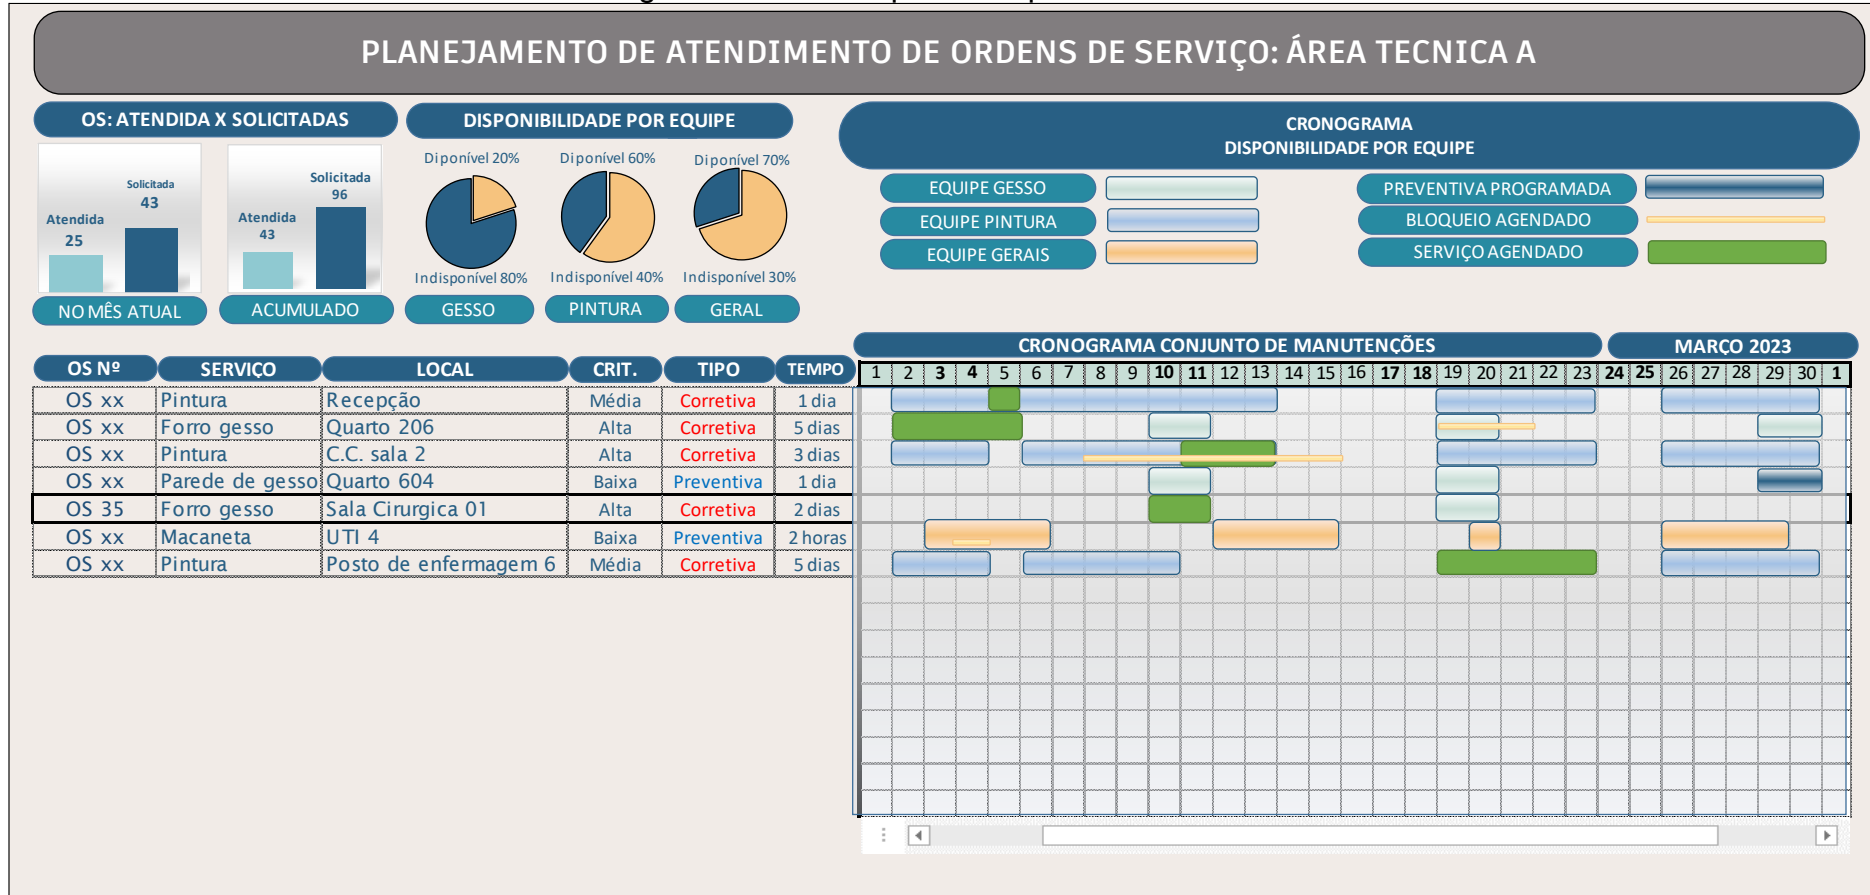 PLANEJAMENTO DE ATENDIMENTO DE ORDENS DE SERVIÇO: ÁREA TECNICA A
OS: ATENDIDA X SOLICITADAS
DISPONIBILIDADE POR EQUIPE
CRONOGRAMA
DISPONIBILIDADE POR EQUIPE
Atendida
25
Solicitada
43
NO MÊS ATUAL
Atendida
43
Solicitada
96
ACUMULADO
Diponível 20%
Indisponível 80%
GESSO
Diponível 60%
Indisponível 40%
PINTURA
Diponível 70%
Indisponível 30%
GERAL
EQUIPE GESSO
EQUIPE PINTURA
EQUIPE GERAIS
PREVENTIVA PROGRAMADA
BLOQUEIO AGENDADO
SERVIÇO AGENDADO
CRONOGRAMA CONJUNTO DE MANUTENÇÕES MARÇO 2023
OS Nº SERVIÇO LOCAL CRIT. TIPO TEMPO 1 2 3 4 5 6 7 8 9 10 11 12 13 14 15 16 17 18 19 20 21 22 23 24 25 26 27 28 29 30 1
OS xx Pintura Recepção Média Corretiva 1 dia
OS xx Forro gesso Quarto 206 Alta Corretiva 5 dias
OS xx Pintura C.C. sala 2 Alta Corretiva 3 dias
OS xx Parede de gesso Quarto 604 Baixa Preventiva 1 dia
OS 35 Forro gesso Sala Cirurgica 01 Alta Corretiva 2 dias
OS xx Macaneta UTI 4 Baixa Preventiva 2 horas
OS xx Pintura Posto de enfermagem 6 Média Corretiva 5 dias